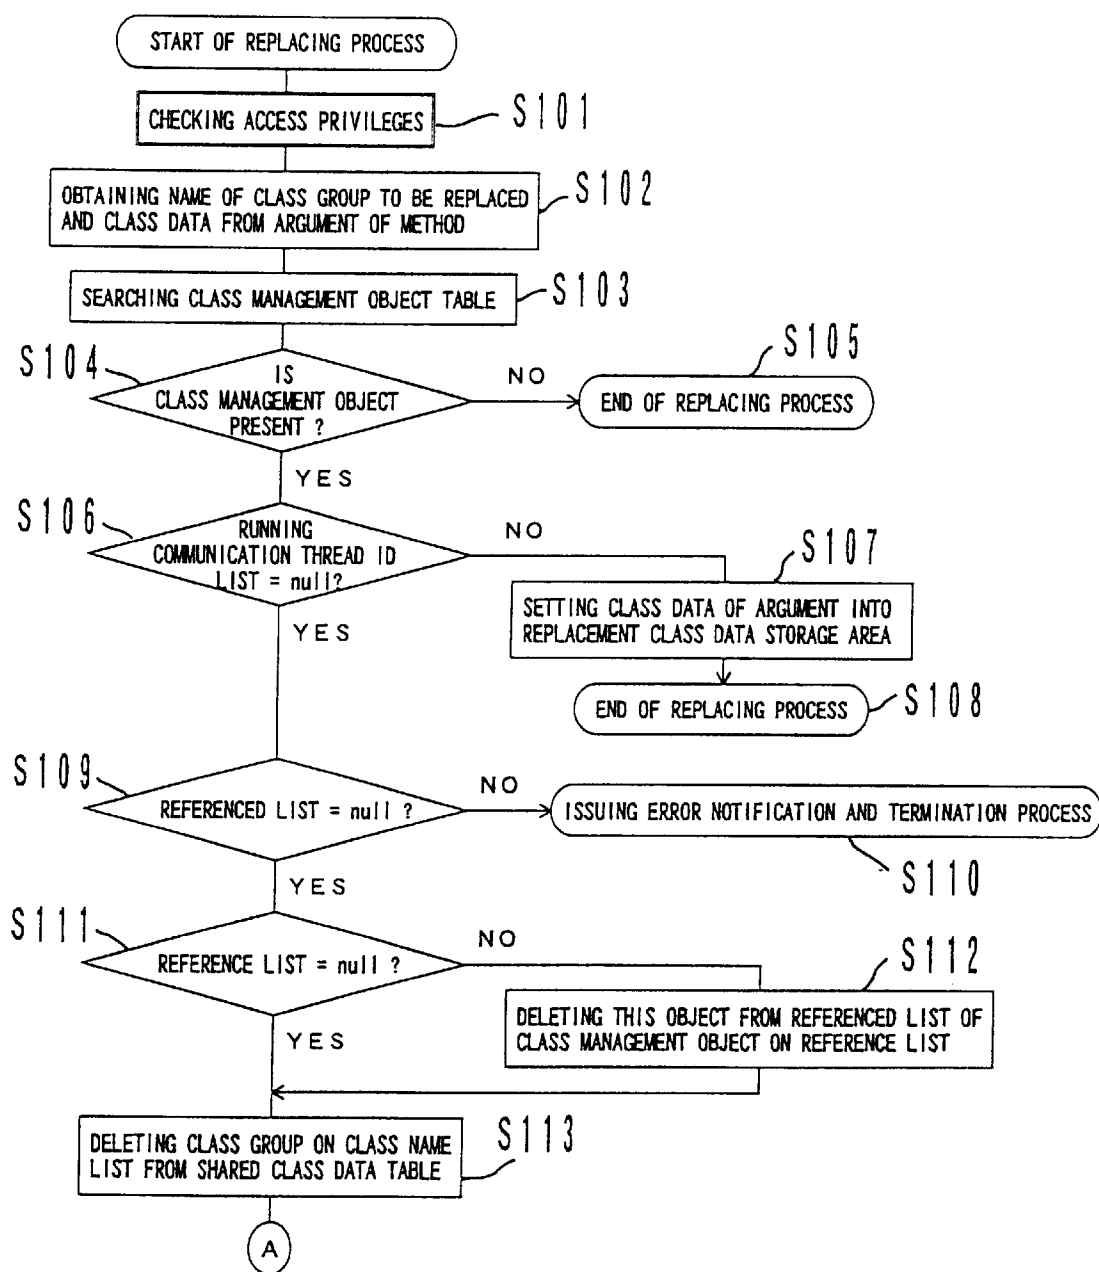 START OF REPLACING PROCESS
CHECKING ACCESS PRIVILEGES
S101
OBTAINING NAME OF CLASS GROUP TO BE REPLACED
AND CLASS DATA FROM ARGUMENT OF METHOD
S102
SEARCHING CLASS MANAGEMENT OBJECT TABLE
S103
S104
IS
CLASS MANAGEMENT OBJECT
PRESENT ?
NO
S105
END OF REPLACING PROCESS
YES
S106
RUNNING
COMMUNICATION THREAD ID
LIST = null?
NO
S107
SETTING CLASS DATA OF ARGUMENT INTO
REPLACEMENT CLASS DATA STORAGE AREA
YES
END OF REPLACING PROCESS
S108
S109
REFERENCED LIST = null ?
NO
ISSUING ERROR NOTIFICATION AND TERMINATION PROCESS
S110
YES
S111
REFERENCE LIST = null ?
NO
S112
DELETING THIS OBJECT FROM REFERENCED LIST OF
CLASS MANAGEMENT OBJECT ON REFERENCE LIST
YES
DELETING CLASS GROUP ON CLASS NAME
LIST FROM SHARED CLASS DATA TABLE
S113
A